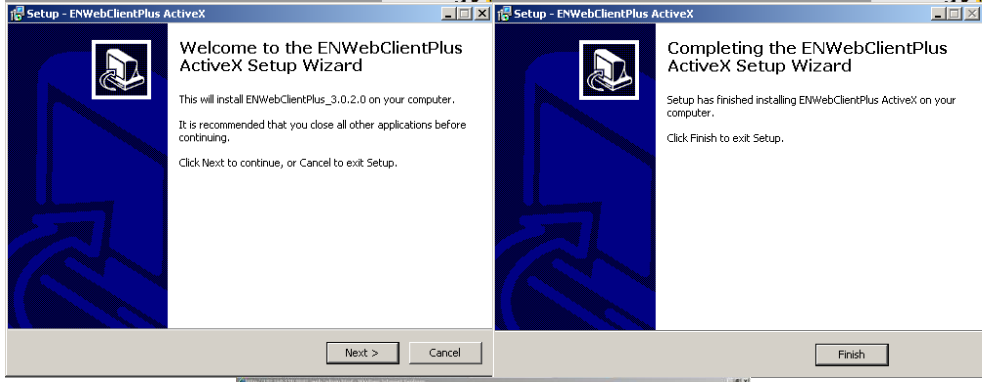 Setup - ENWebClientPlus ActiveX
Welcome to the ENWebClientPlus
ActiveX Setup Wizard
This will install ENWebClientPlus_3.0.2.0 on your computer.
It is recommended that you close all other applications before
continuing.
Click Next to continue, or Cancel to exit Setup.
Next >
Cancel
Setup - ENWebClientPlus ActiveX
Completing the ENWebClientPlus
ActiveX Setup Wizard
Setup has finished installing ENWebClientPlus ActiveX on your
computer.
Click Finish to exit Setup.
Finish